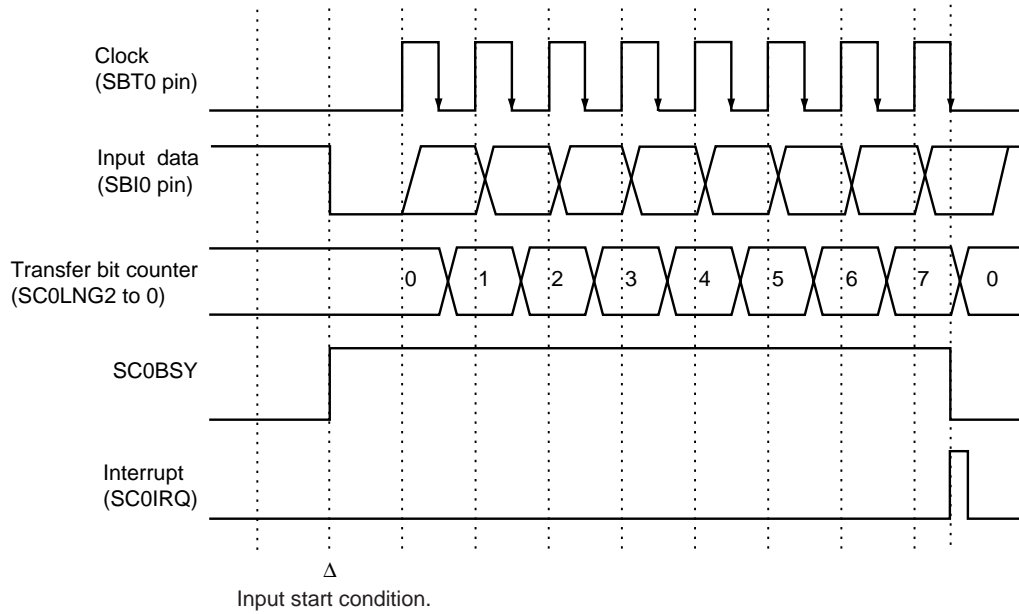 Clock
(SBT0 pin)
Input data
(SBI0 pin)
Transfer bit counter
(SC0LNG2 to 0)
0 1 2 3 4 5 6 7 0
SC0BSY
Interrupt
(SC0IRQ)
Δ
Input start condition.